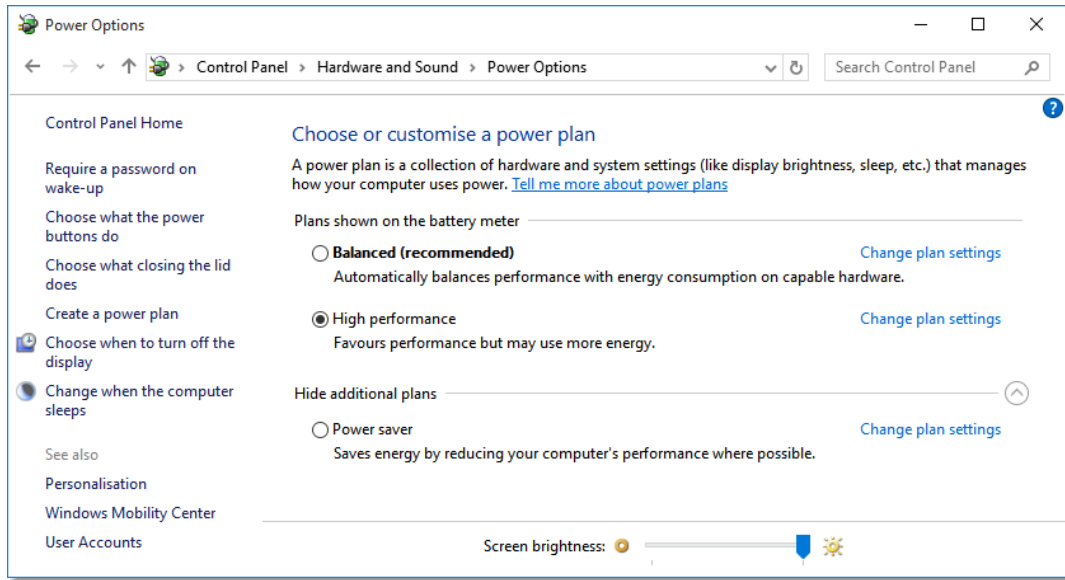 Power Options
Control Panel > Hardware and Sound > Power Options
Search Control Panel
?
Control Panel Home
Require a password on
wake-up
Choose what the power
buttons do
Choose what closing the lid
does
Create a power plan
Choose when to turn off the
display
Change when the computer
sleeps
See also
Personalisation
Windows Mobility Center
User Accounts
Choose or customise a power plan
A power plan is a collection of hardware and system settings (like display brightness, sleep, etc.) that manages
how your computer uses power. Tell me more about power plans
Plans shown on the battery meter
Balanced (recommended) Change plan settings
Automatically balances performance with energy consumption on capable hardware.
High performance Change plan settings
Favours performance but may use more energy.
Hide additional plans
Power saver Change plan settings
Saves energy by reducing your computer's performance where possible.
Screen brightness: